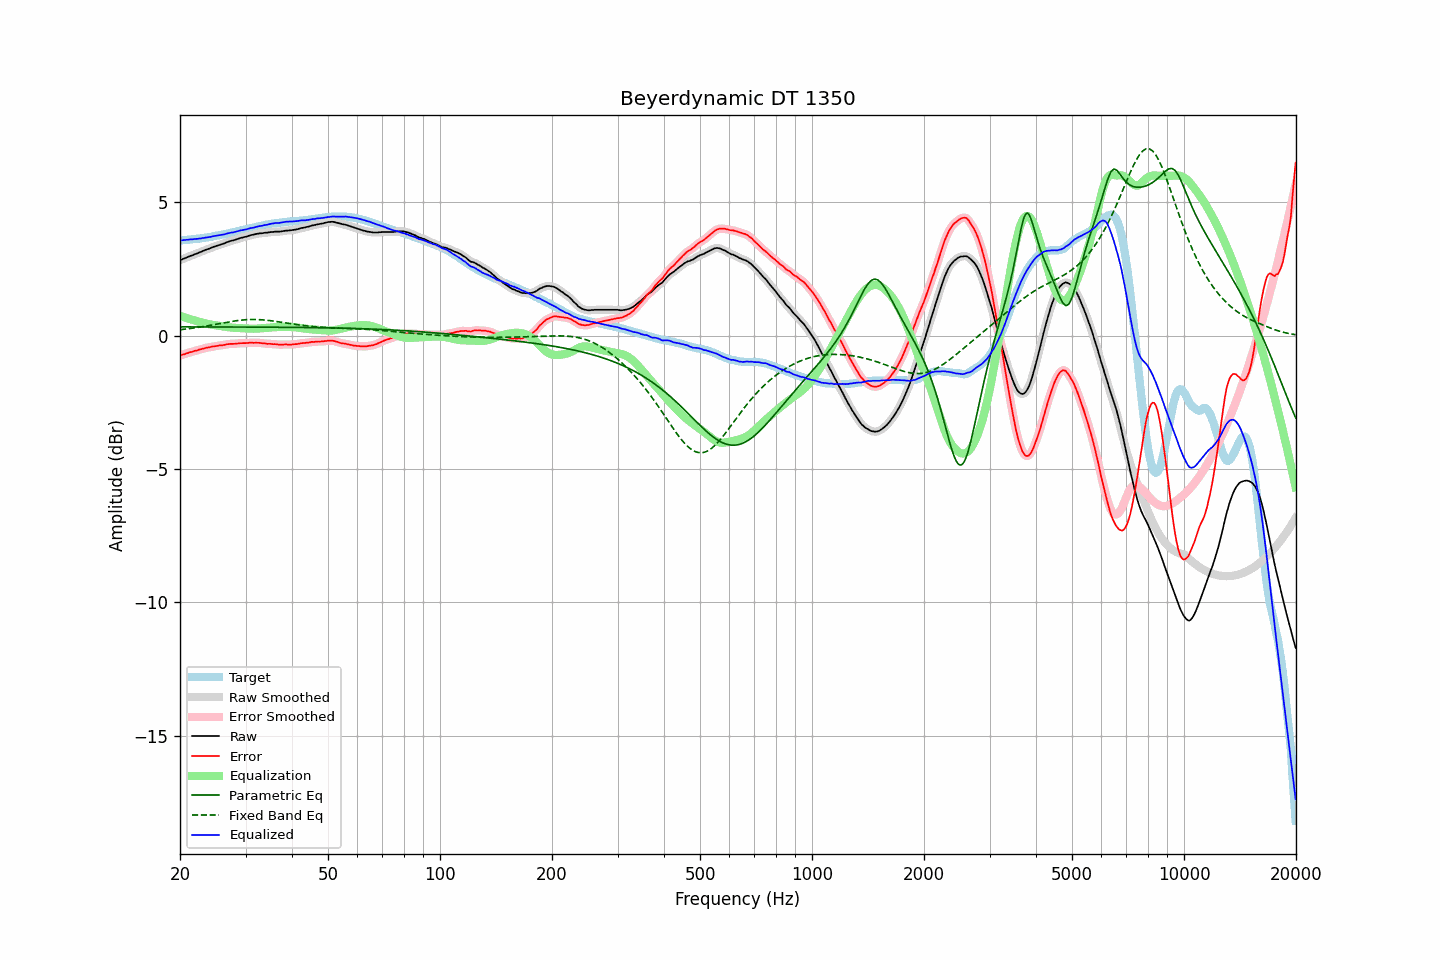 Beyerdynamic DT 1350
Amplitude (dBr)
5
0
−5
−10
−15
Target
Raw Smoothed
Error Smoothed
Raw
Error
Equalization
Parametric Eq
Fixed Band Eq
Equalized
20 50 100 200 500 1000 2000 5000 10000 20000
Frequency (Hz)